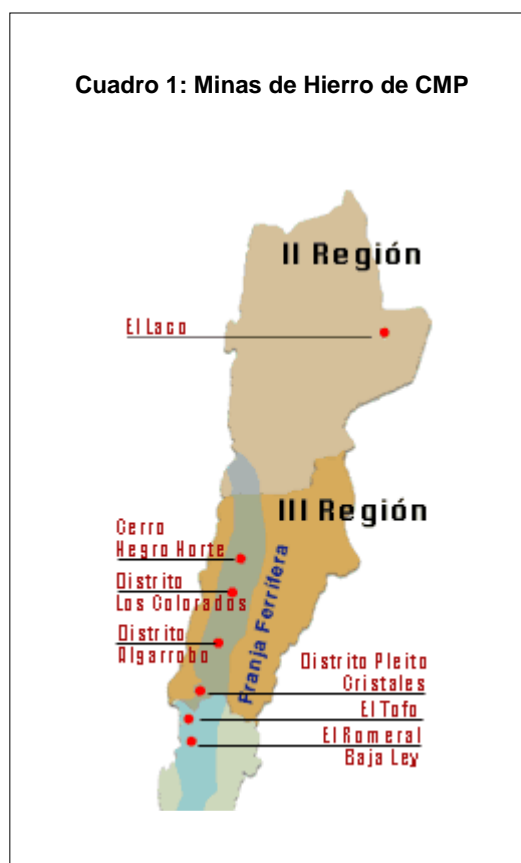 Cuadro 1: Minas de Hierro de CMP
II Región
El Laco
III Región
Cerro
Negro Norte
Distrito
Los Colorados
Distrito
Algarrobo
Franja Ferrífera
Distrito Pleito
Cristales
El Tofo
El Romeral
Baja Ley